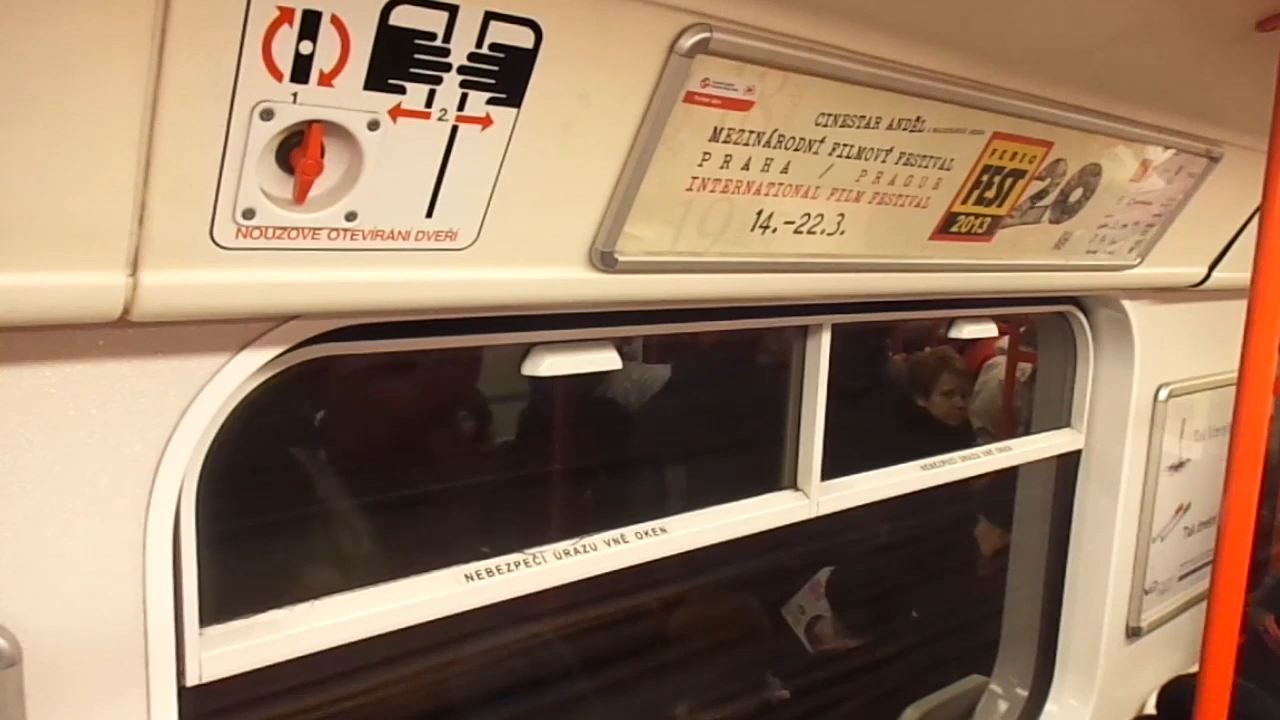 1.
2.
NOUZOVÉ OTEVÍRÁNÍ DVEŘÍ
CINESTAR ANDĚL
MEZINÁRODNÍ FILMOVÝ FESTIVAL
PRAHA / PRAGUE
INTERNATIONAL FILM FESTIVAL
14.-22.3.
FEBIO
FEST
2013
20
NEBEZPEČÍ ÚRAZU VNĚ OKEN
NEBEZPEČÍ ÚRAZU VNĚ OKEN